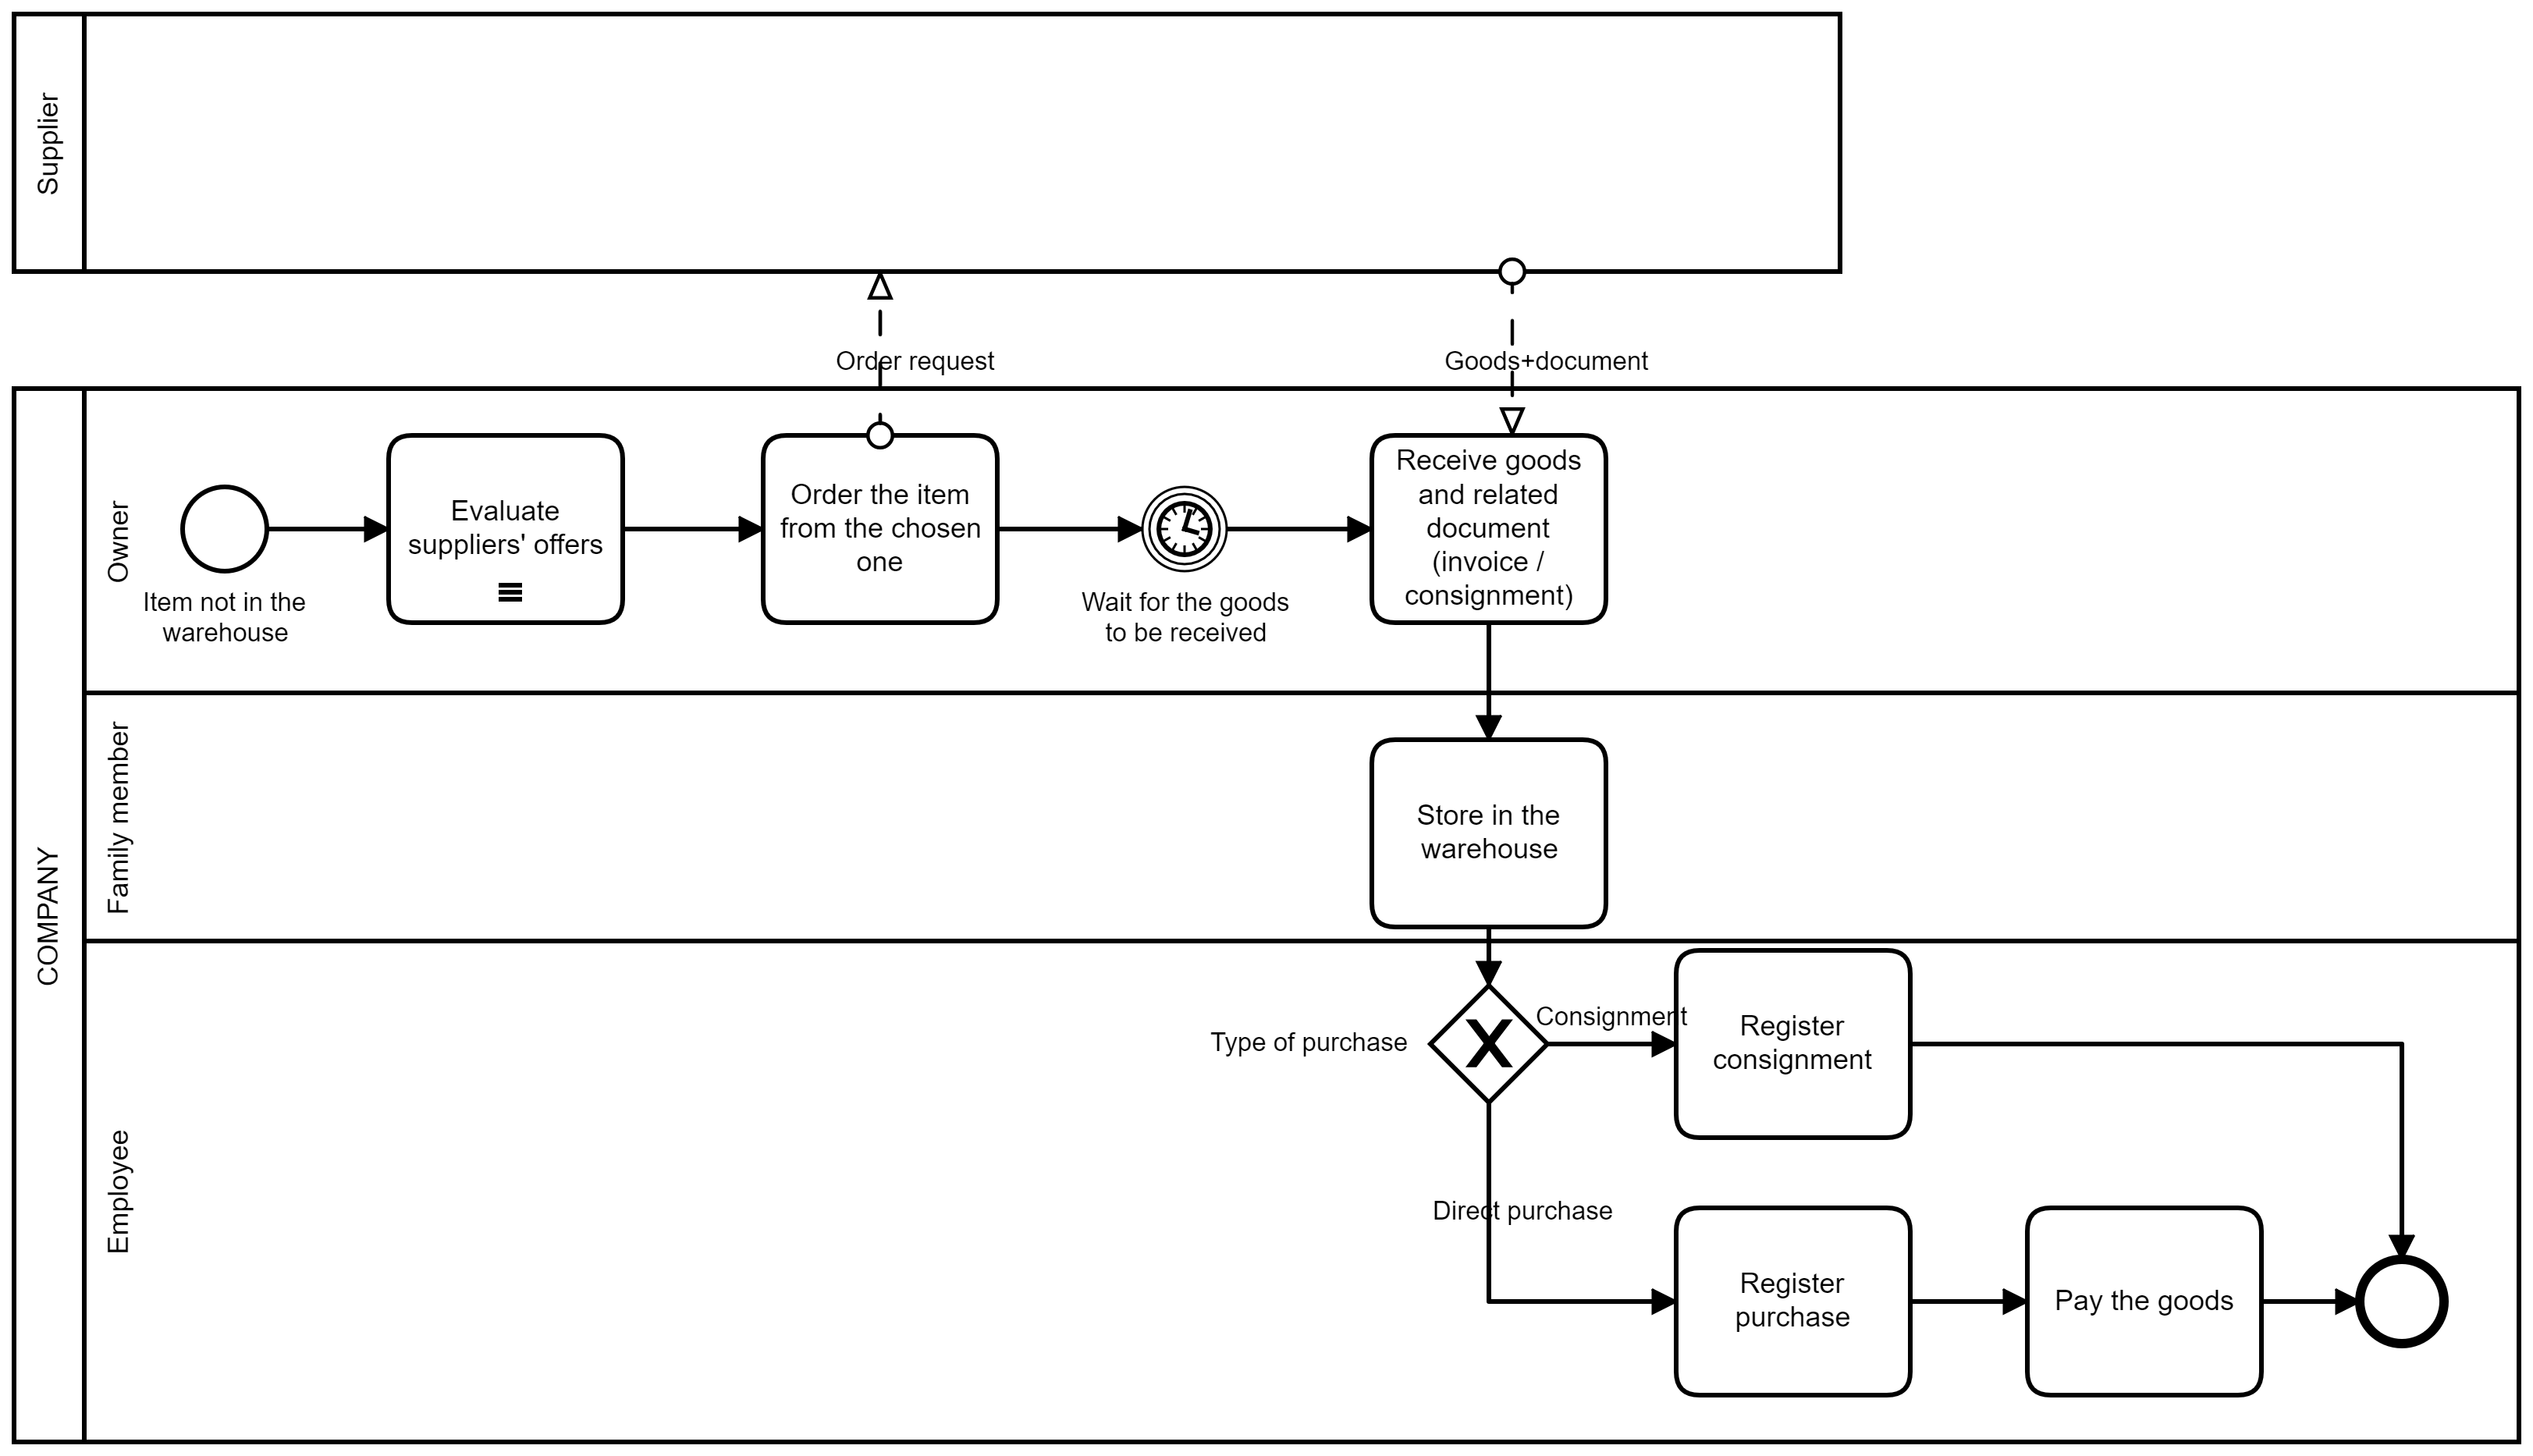 Supplier
Order request
Goods+document
COMPANY
Owner
Item not in the
warehouse
Evaluate
suppliers' offers
Order the item
from the chosen
one
Wait for the goods
to be received
Receive goods
and related
document
(invoice /
consignment)
Family member
Store in the
warehouse
Employee
Type of purchase
Consignment
Register
consignment
Direct purchase
Register
purchase
Pay the goods